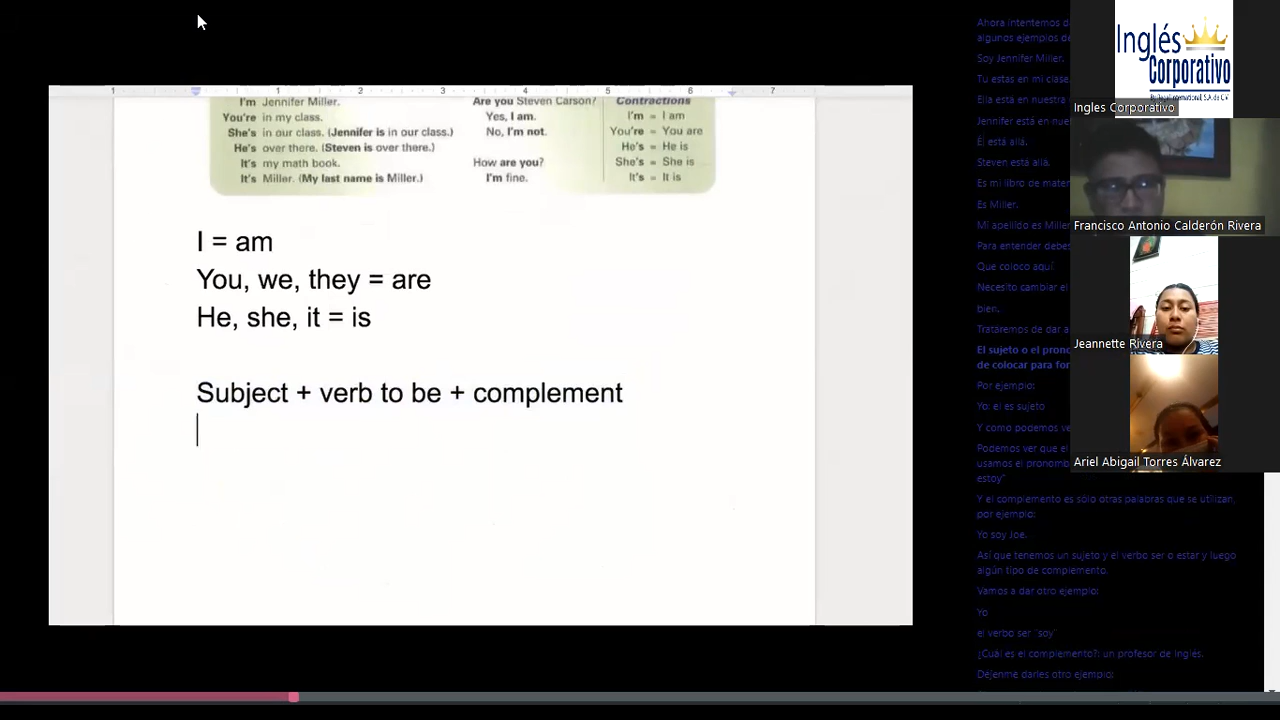 1 1 2 3 4 5 6 7
I'm Jennifer Miller.
You're in my class.
She's in our class. (Jennifer is in our class.)
He's over there. (Steven is over there.)
It's my math book.
It's Miller. (My last name is Miller.)
Are you Steven Carson?
Yes, I am.
No, I'm not.
How are you?
I'm fine.
Contractions
I'm = I am
You're = You are
He's = He is
She's = She is
It's = It is
I = am
You, we, they = are
He, she, it = is
Subject + verb to be + complement
Ahora intentemos
algunos ejemplos
Soy Jennifer Miller.
Tu estas en mi clase
Ella está en nuestra
Jennifer está en
Él está allá.
Steven está allá.
Es mi libro de
Es Miller.
Mi apellido es Miller
Para entender debes
Que coloco aquí
Necesito cambiar el
bien.
Trataremos de dar
El sujeto o el
de colocar para
Por ejemplo:
Yo: el es sujeto
Y como podemos
Podemos ver que el
usamos el
estoy"
Y el complemento es sólo otras palabras que se utilizan,
por ejemplo:
Yo soy Joe.
Así que tenemos un sujeto y el verbo ser o estar y luego
algún tipo de complemento.
Vamos a dar otro ejemplo:
Yo
el verbo ser ¨soy¨
¿Cuál es el complemento?: un profesor de Inglés.
Déjenme darles otro ejemplo:
Inglés
Corporativo
Ingles Corporativo
Francisco Antonio Calderón Rivera
Jeannette Rivera
Ariel Abigail Torres Álvarez